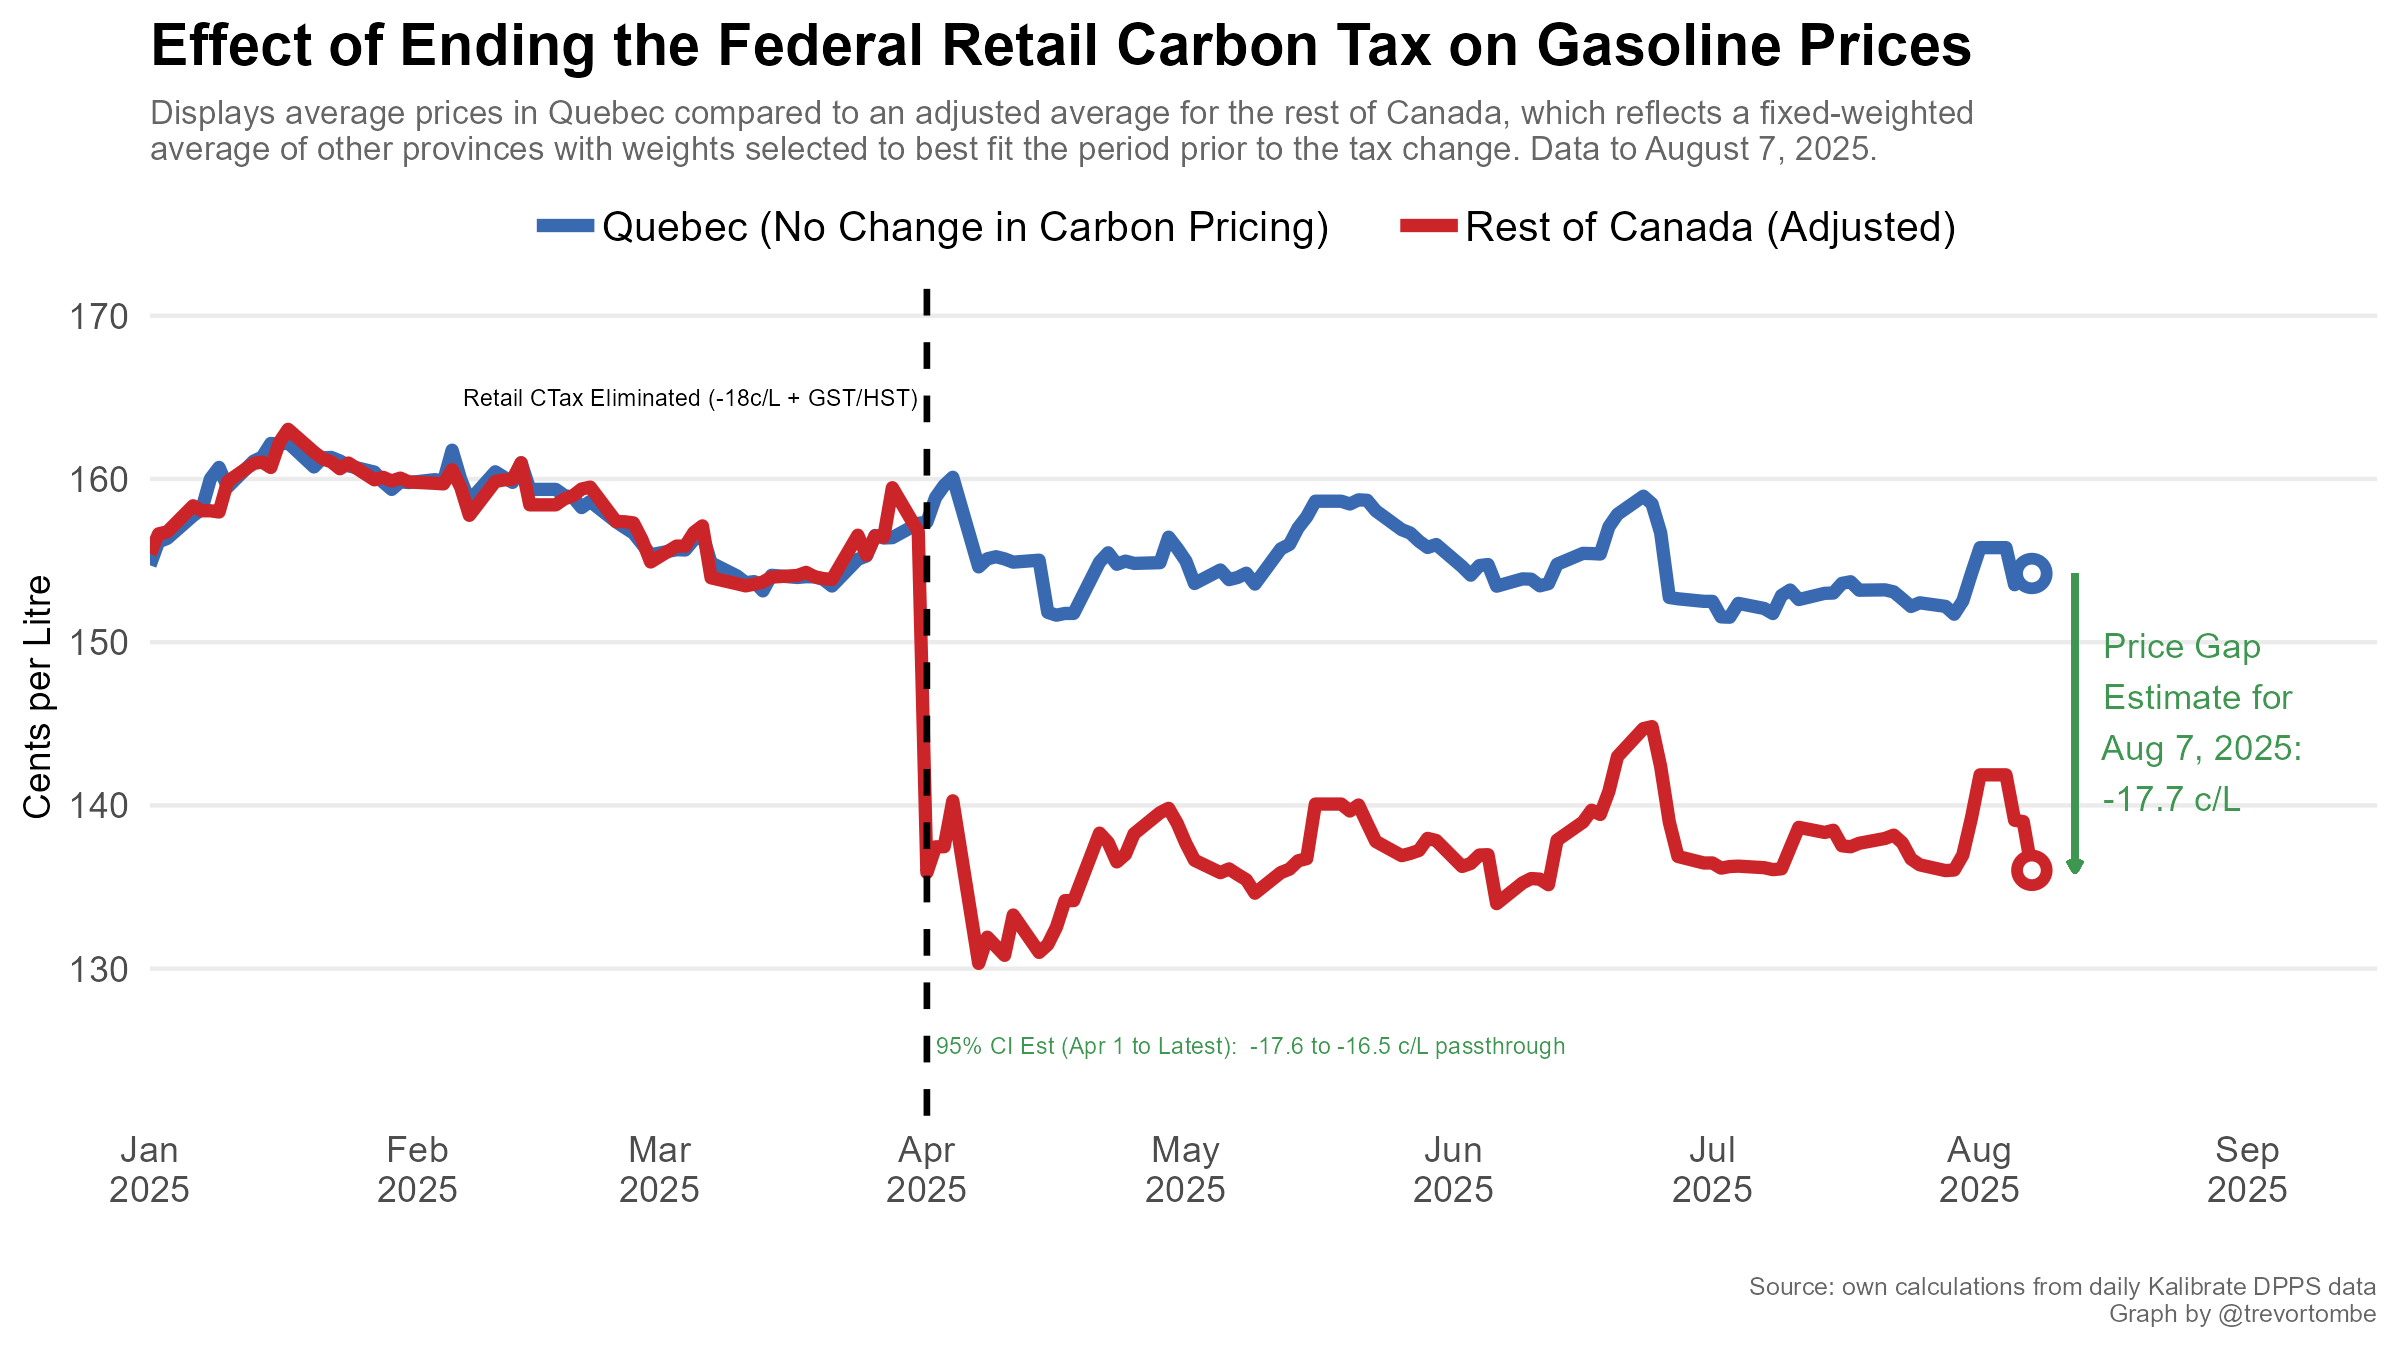 Effect of Ending the Federal Retail Carbon Tax on Gasoline Prices
Displays average prices in Quebec compared to an adjusted average for the rest of Canada, which reflects a fixed-weighted
average of other provinces with weights selected to best fit the period prior to the tax change. Data to August 7, 2025.
Quebec (No Change in Carbon Pricing)
Rest of Canada (Adjusted)
170
Retail CTax Eliminated (-18c/L + GST/HST)
160
150
140
130
Cents per Litre
Price Gap
Estimate for
Aug 7, 2025:
-17.7 c/L
95% CI Est (Apr 1 to Latest):  -17.6 to -16.5 c/L passthrough
Jan
2025
Feb
2025
Mar
2025
Apr
2025
May
2025
Jun
2025
Jul
2025
Aug
2025
Sep
2025
Source: own calculations from daily Kalibrate DPPS data
Graph by @trevortombe